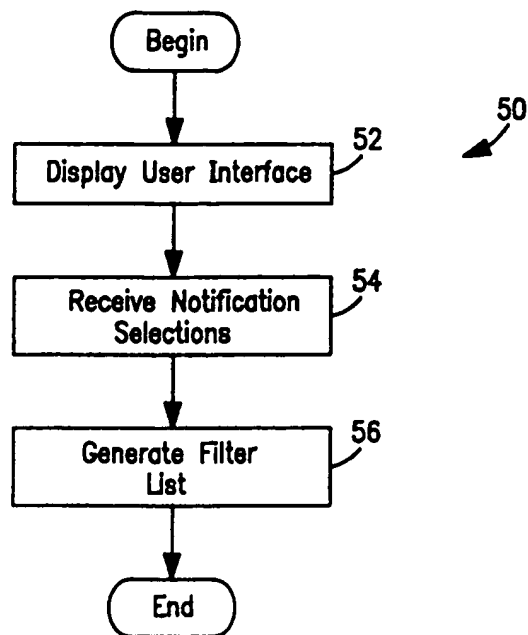 Begin
50
52
Display User Interface
54
Receive Notification
Selections
56
Generate Filter
List
End